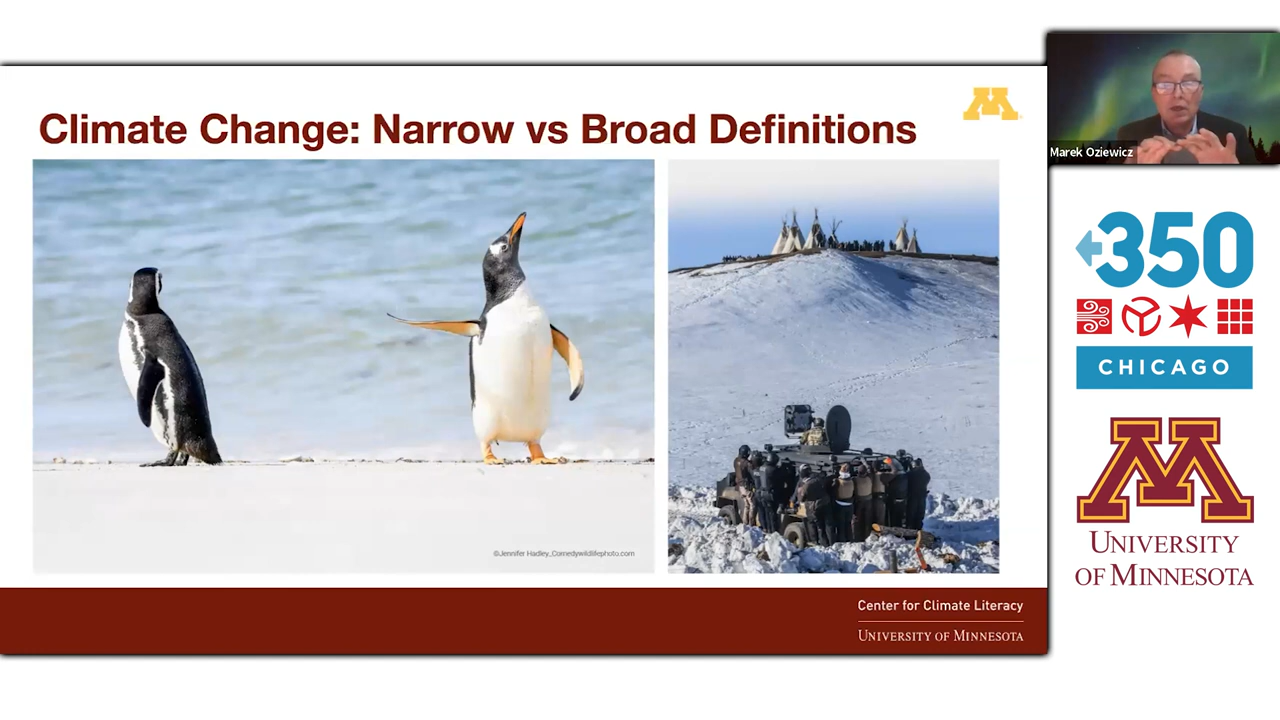 Climate Change: Narrow vs Broad Definitions
M
©Jennifer Hadley_Comedywildlifephoto.com
Center for Climate Literacy
UNIVERSITY OF MINNESOTA
Marek Oziewicz
350
CHICAGO
M
UNIVERSITY
OF MINNESOTA